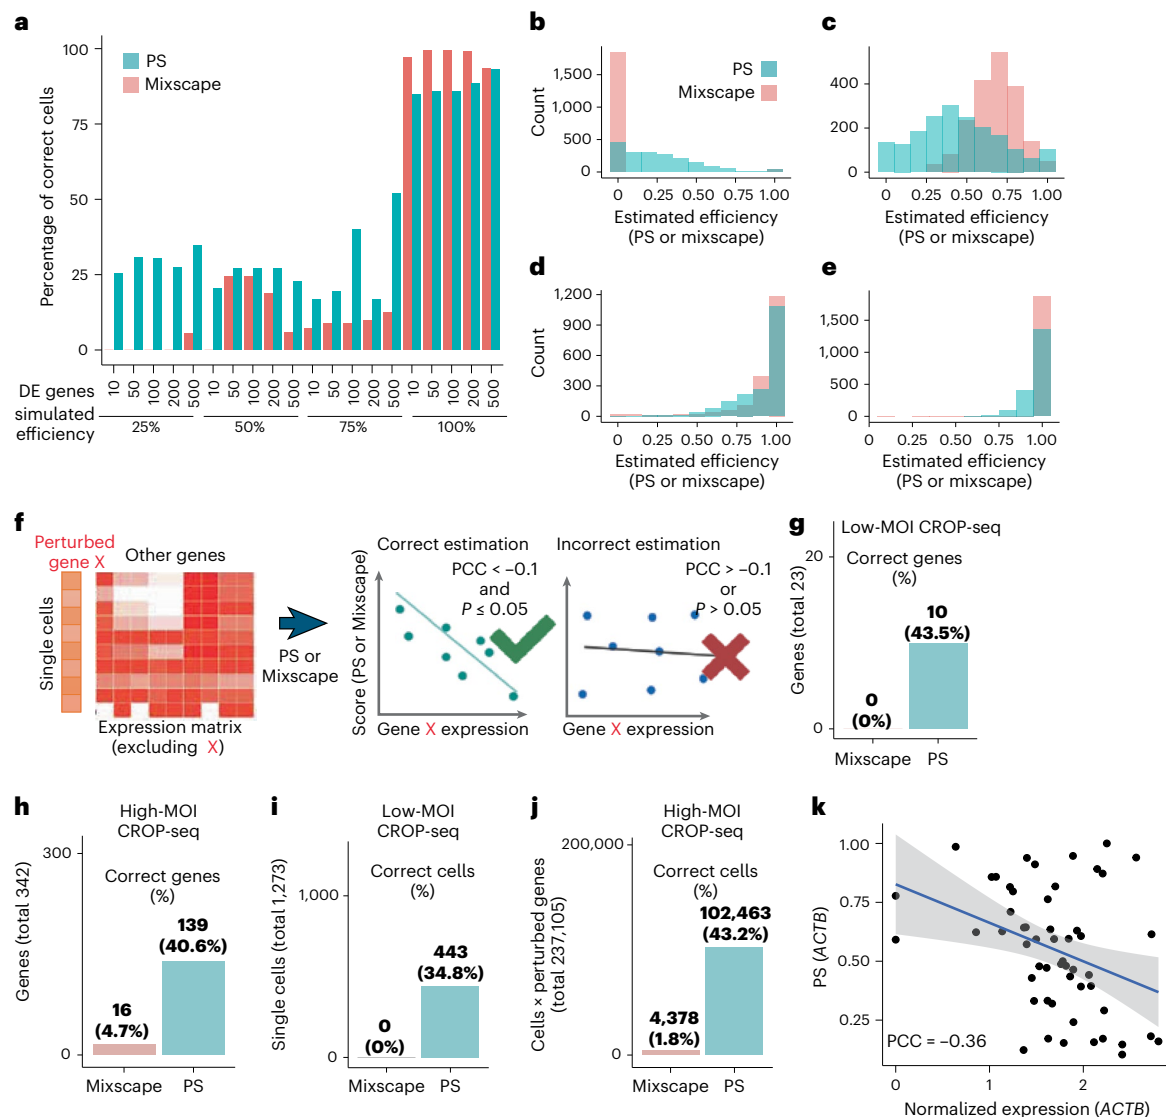 a
Percentage of correct cells
100
75
50
25
0
PS
Mixscape
DE genes
10
50
100
200
500
10
50
100
200
500
10
50
100
200
500
10
50
100
200
500
simulated
efficiency
25%
50%
75%
100%
b
Count
1,500
1,000
500
0
PS
Mixscape
0
0.25
0.50
0.75
1.00
Estimated efficiency
(PS or mixscape)
c
400
200
0
0
0.25
0.50
0.75
1.00
Estimated efficiency
(PS or mixscape)
d
Count
1,200
900
600
300
0
0
0.25
0.50
0.75
1.00
Estimated efficiency
(PS or mixscape)
e
1,500
1,000
500
0
0
0.25
0.50
0.75
1.00
Estimated efficiency
(PS or mixscape)
f
Perturbed
gene X
Other genes
Single cells
Expression matrix
(excluding X)
PS or
Mixscape
Score (PS or Mixscape)
Correct estimation
PCC < −0.1
and
P ≤ 0.05
Gene X expression
Incorrect estimation
PCC > −0.1
or
P > 0.05
Gene X expression
g
Low-MOI CROP-seq
Genes (total 23)
20
0
Correct genes
(%)
0
(0%)
10
(43.5%)
Mixscape
PS
h
High-MOI
CROP-seq
Genes (total 342)
300
0
Correct genes
(%)
16
(4.7%)
139
(40.6%)
Mixscape
PS
i
Low-MOI
CROP-seq
Single cells (total 1,273)
1,000
0
Correct cells
(%)
0
(0%)
443
(34.8%)
Mixscape
PS
j
High-MOI
CROP-seq
Cells × perturbed genes
(total 237,105)
200,000
0
Correct cells
(%)
4,378
(1.8%)
102,463
(43.2%)
Mixscape
PS
k
PS (ACTB)
1.00
0.75
0.50
0.25
PCC = −0.36
0
1
2
Normalized expression (ACTB)